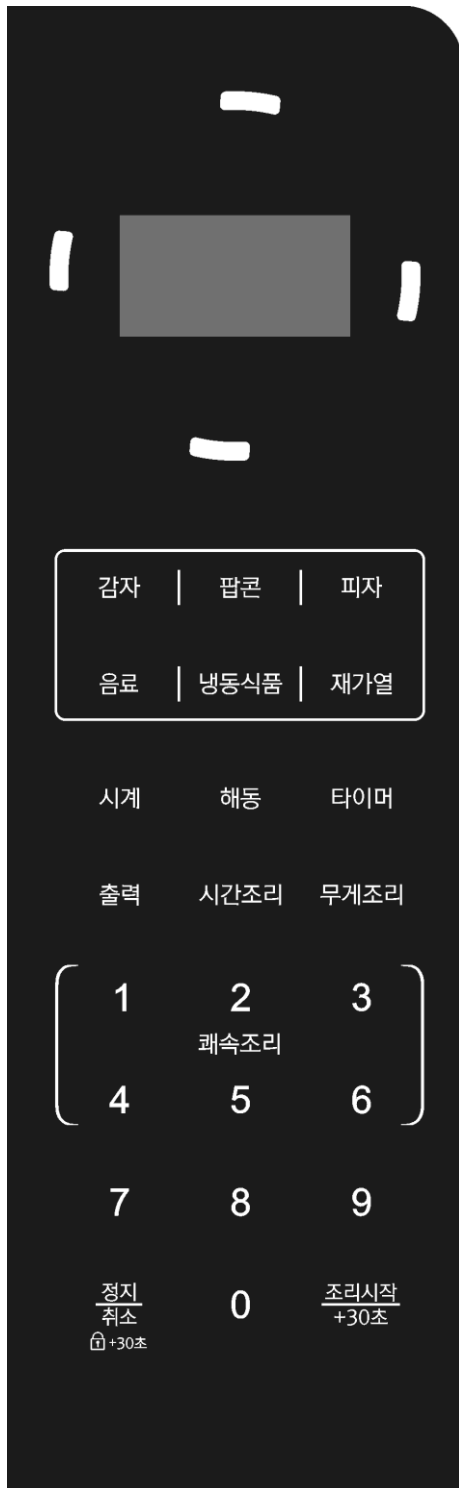 감자 | 팝콘 | 피자
음료 | 냉동식품 | 재가열
시계 해동 타이머
출력 시간조리 무게조리
1 2 3
쾌속조리
4 5 6
7 8 9
정지 0 조리시작
취소 +30초
+30초